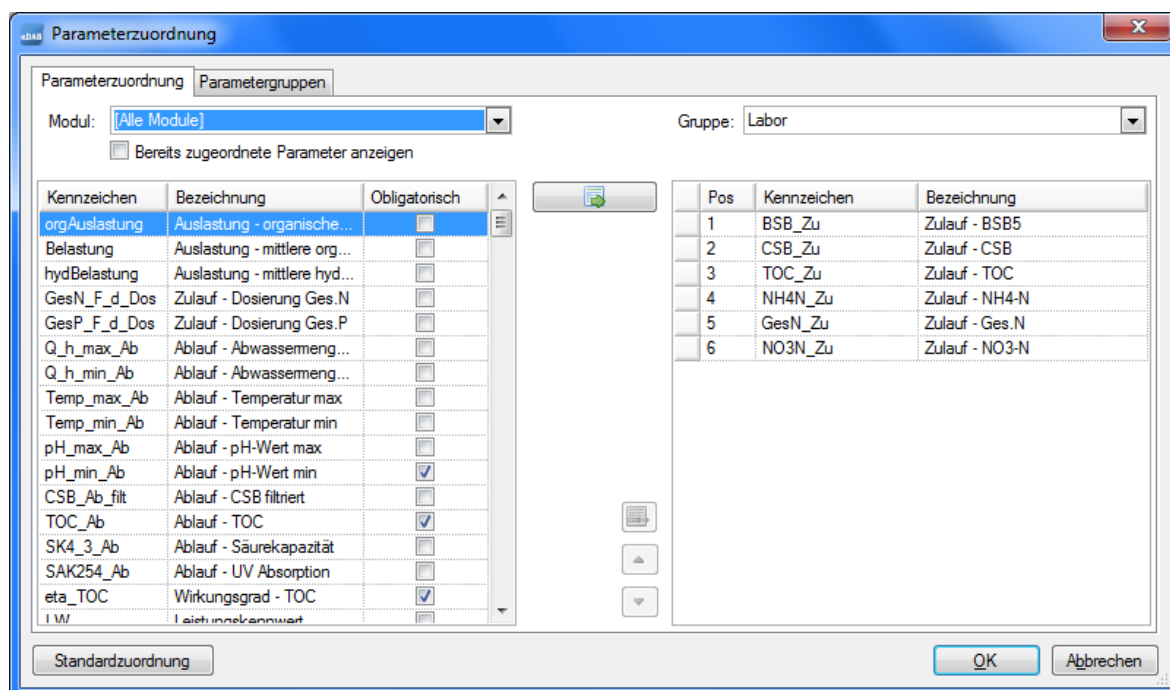 eDAB Parameterzuordnung
Parameterzuordnung Parametergruppen
Modul: [Alle Module] Gruppe: Labor
Bereits zugeordnete Parameter anzeigen
Kennzeichen Bezeichnung Obligatorisch Pos Kennzeichen Bezeichnung
orgAuslastung Auslastung - organische... 1 BSB_Zu Zulauf - BSB5
Belastung Auslastung - mittlere org... 2 CSB_Zu Zulauf - CSB
hydBelastung Auslastung - mittlere hyd... 3 TOC_Zu Zulauf - TOC
GesN_F_d_Dos Zulauf - Dosierung Ges.N 4 NH4N_Zu Zulauf - NH4-N
GesP_F_d_Dos Zulauf - Dosierung Ges.P 5 GesN_Zu Zulauf - Ges.N
Q_h_max_Ab Ablauf - Abwassermeng... 6 NO3N_Zu Zulauf - NO3-N
Q_h_min_Ab Ablauf - Abwassermeng...
Temp_max_Ab Ablauf - Temperatur max
Temp_min_Ab Ablauf - Temperatur min
pH_max_Ab Ablauf - pH-Wert max
pH_min_Ab Ablauf - pH-Wert min
CSB_Ab_filt Ablauf - CSB filtriert
TOC_Ab Ablauf - TOC
SK4_3_Ab Ablauf - Säurekapazität
SAK254_Ab Ablauf - UV Absorption
eta_TOC Wirkungsgrad - TOC
LW Leistungskennwert
Standardzuordnung OK Abbrechen